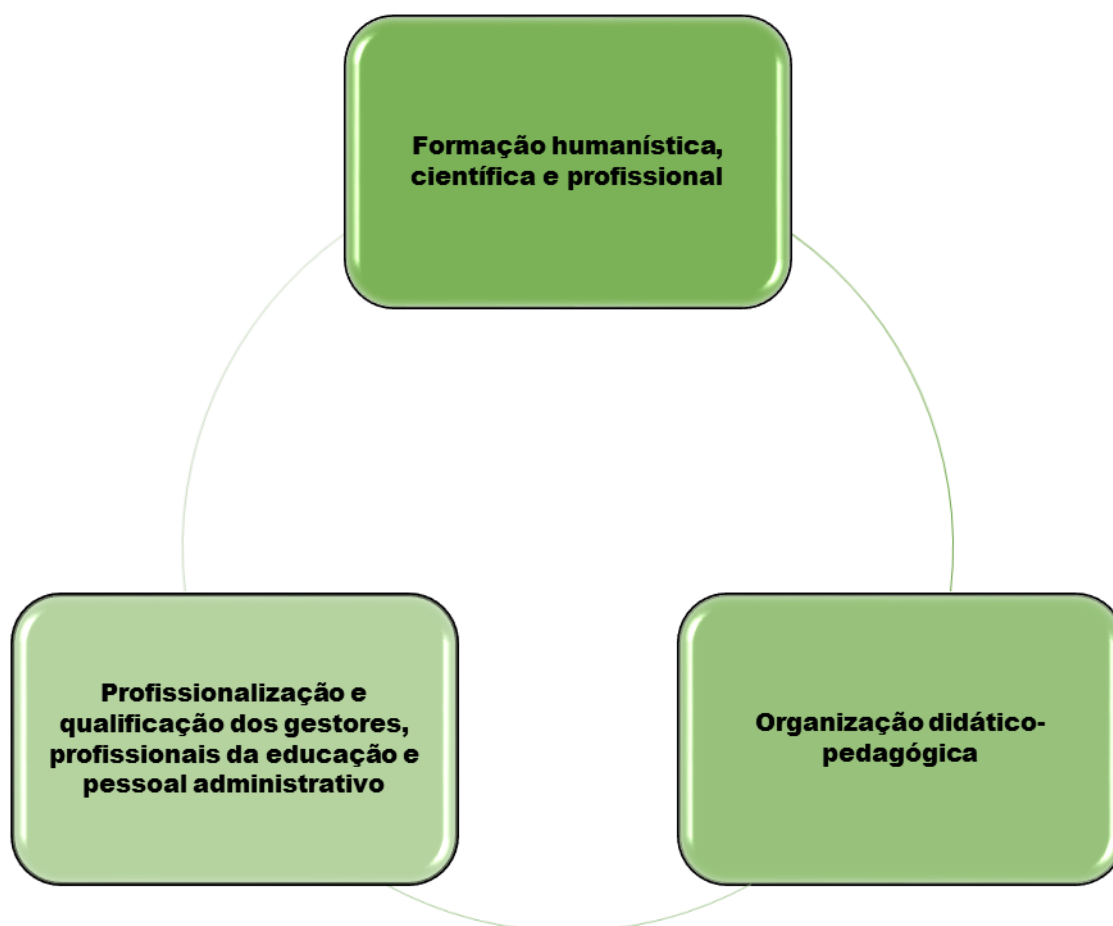 Formação humanística,
científica e profissional
Profissionalização e
qualificação dos gestores,
profissionais da educação e
pessoal administrativo
Organização didático-
pedagógica